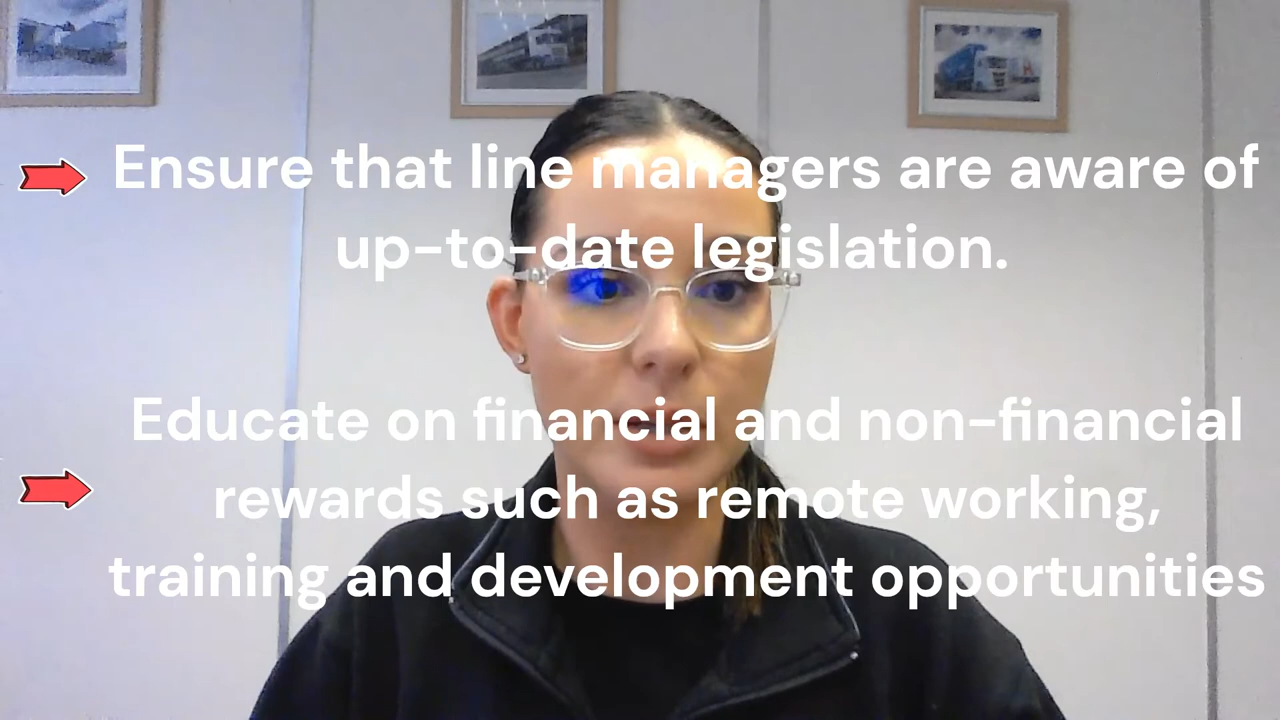 Ensure that line managers are aware of
up-to-date legislation.
Educate on financial and non-financial
rewards such as remote working,
training and development opportunities